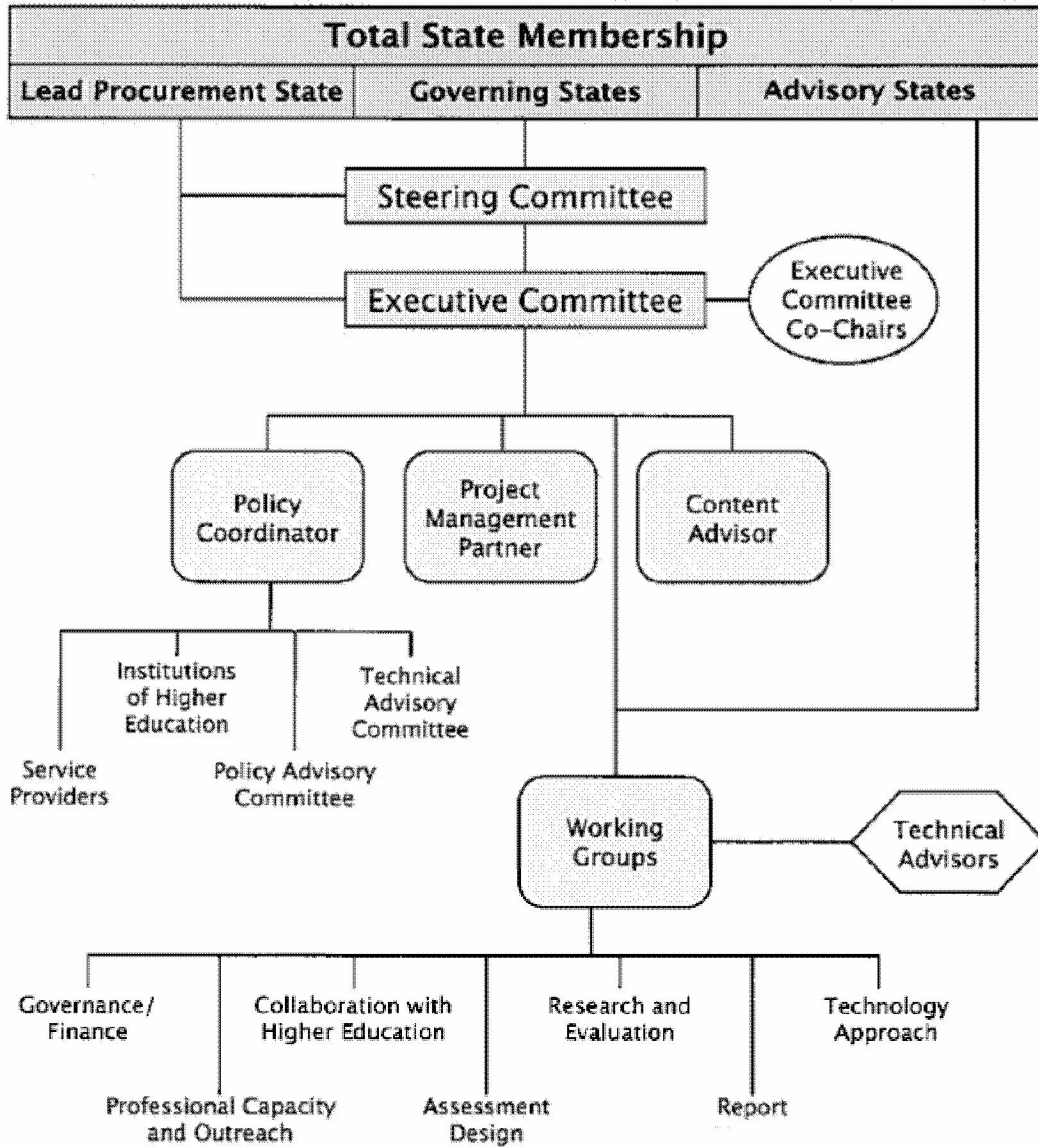 Total State Membership
Lead Procurement State
Governing States
Advisory States
Steering Committee
Executive Committee
Executive
Committee
Co-Chairs
Policy
Coordinator
Project
Management
Partner
Content
Advisor
Institutions
of Higher
Education
Technical
Advisory
Committee
Service
Providers
Policy Advisory
Committee
Working
Groups
Technical
Advisors
Governance/
Finance
Collaboration with
Higher Education
Research and
Evaluation
Technology
Approach
Professional Capacity
and Outreach
Assessment
Design
Report